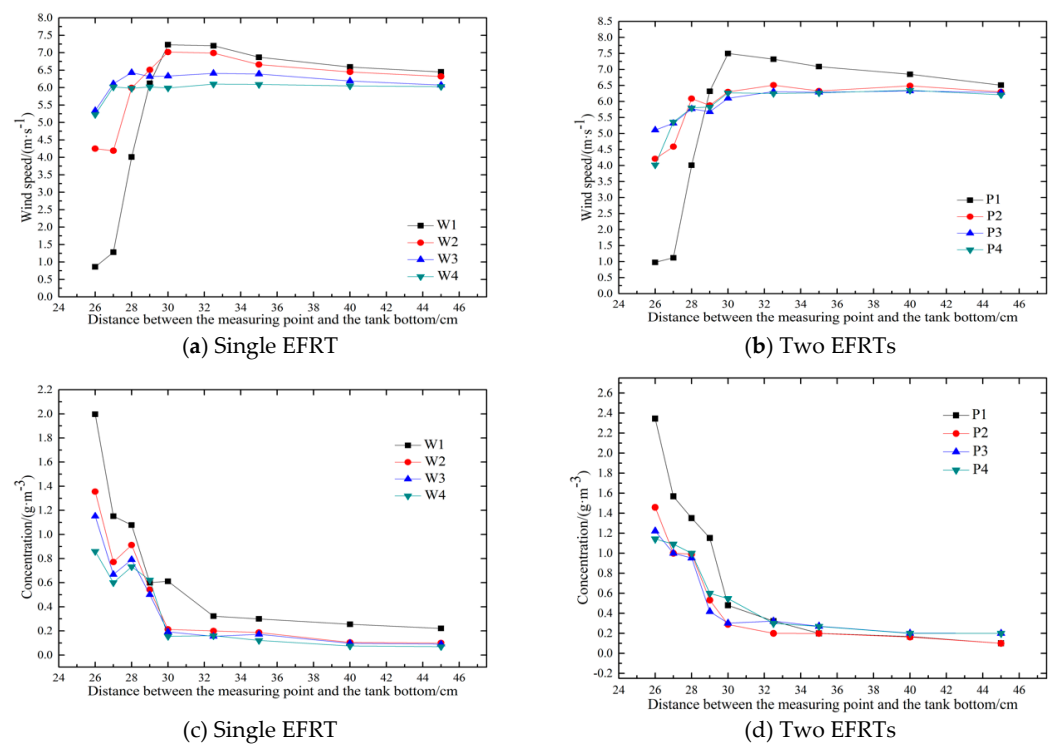 8.0
7.5
7.0
6.5
6.0
5.5
5.0
4.5
4.0
3.5
3.0
2.5
2.0
1.5
1.0
0.5
0.0
Wind speed/(m·s-1)
W1
W2
W3
W4
24 26 28 30 32 34 36 38 40 42 44 46
Distance between the measuring point and the tank bottom/cm
(a) Single EFRT
8.5
8.0
7.5
7.0
6.5
6.0
5.5
5.0
4.5
4.0
3.5
3.0
2.5
2.0
1.5
1.0
0.5
0.0
Wind speed/(m·s-1)
P1
P2
P3
P4
24 26 28 30 32 34 36 38 40 42 44 46
Distance between the measuring point and the tank bottom/cm
(b) Two EFRTs
2.2
2.0
1.8
1.6
1.4
1.2
1.0
0.8
0.6
0.4
0.2
0.0
Concentration/(g·m-3)
W1
W2
W3
W4
24 26 28 30 32 34 36 38 40 42 44 46
Distance between the measuring point and the tank bottom/cm
(c) Single EFRT
2.6
2.4
2.2
2.0
1.8
1.6
1.4
1.2
1.0
0.8
0.6
0.4
0.2
0.0
-0.2
Concentration/(g·m-3)
P1
P2
P3
P4
24 26 28 30 32 34 36 38 40 42 44 46
Distance between the measuring point and the tank bottom/cm
(d) Two EFRTs